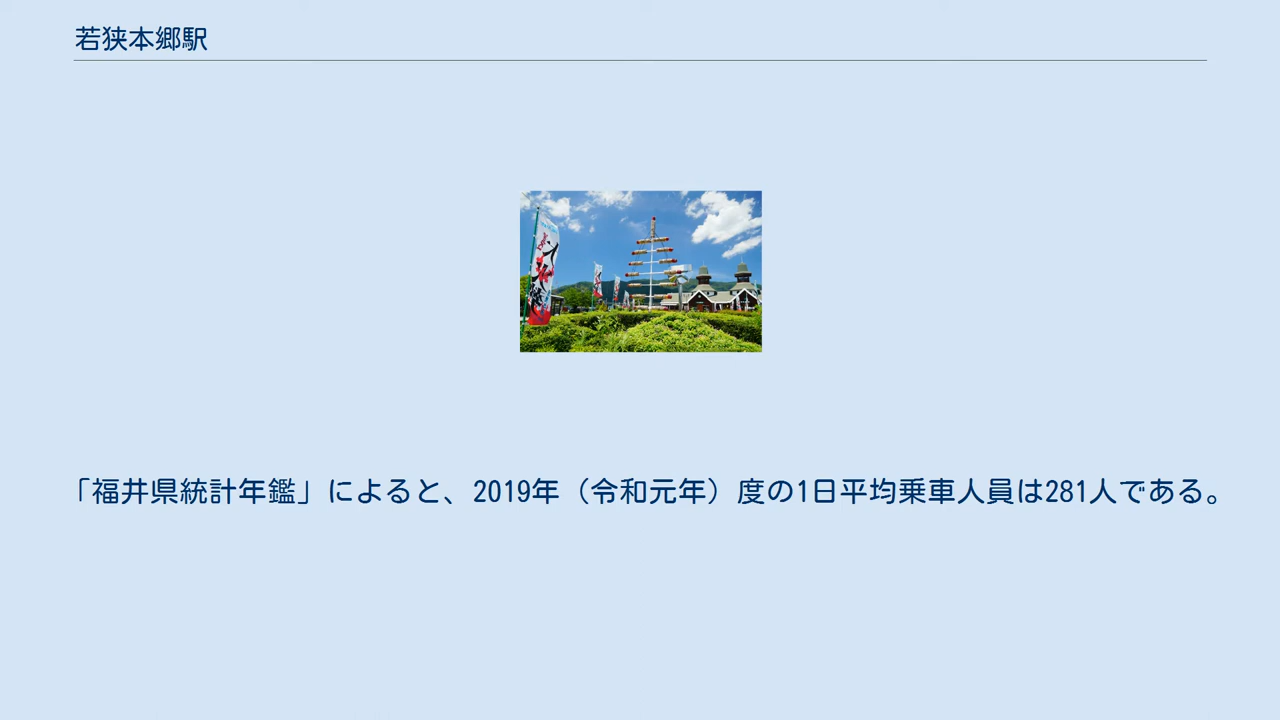 若狭本郷駅
「福井県統計年鑑」によると、2019年（令和元年）度の1日平均乗車人員は281人である。